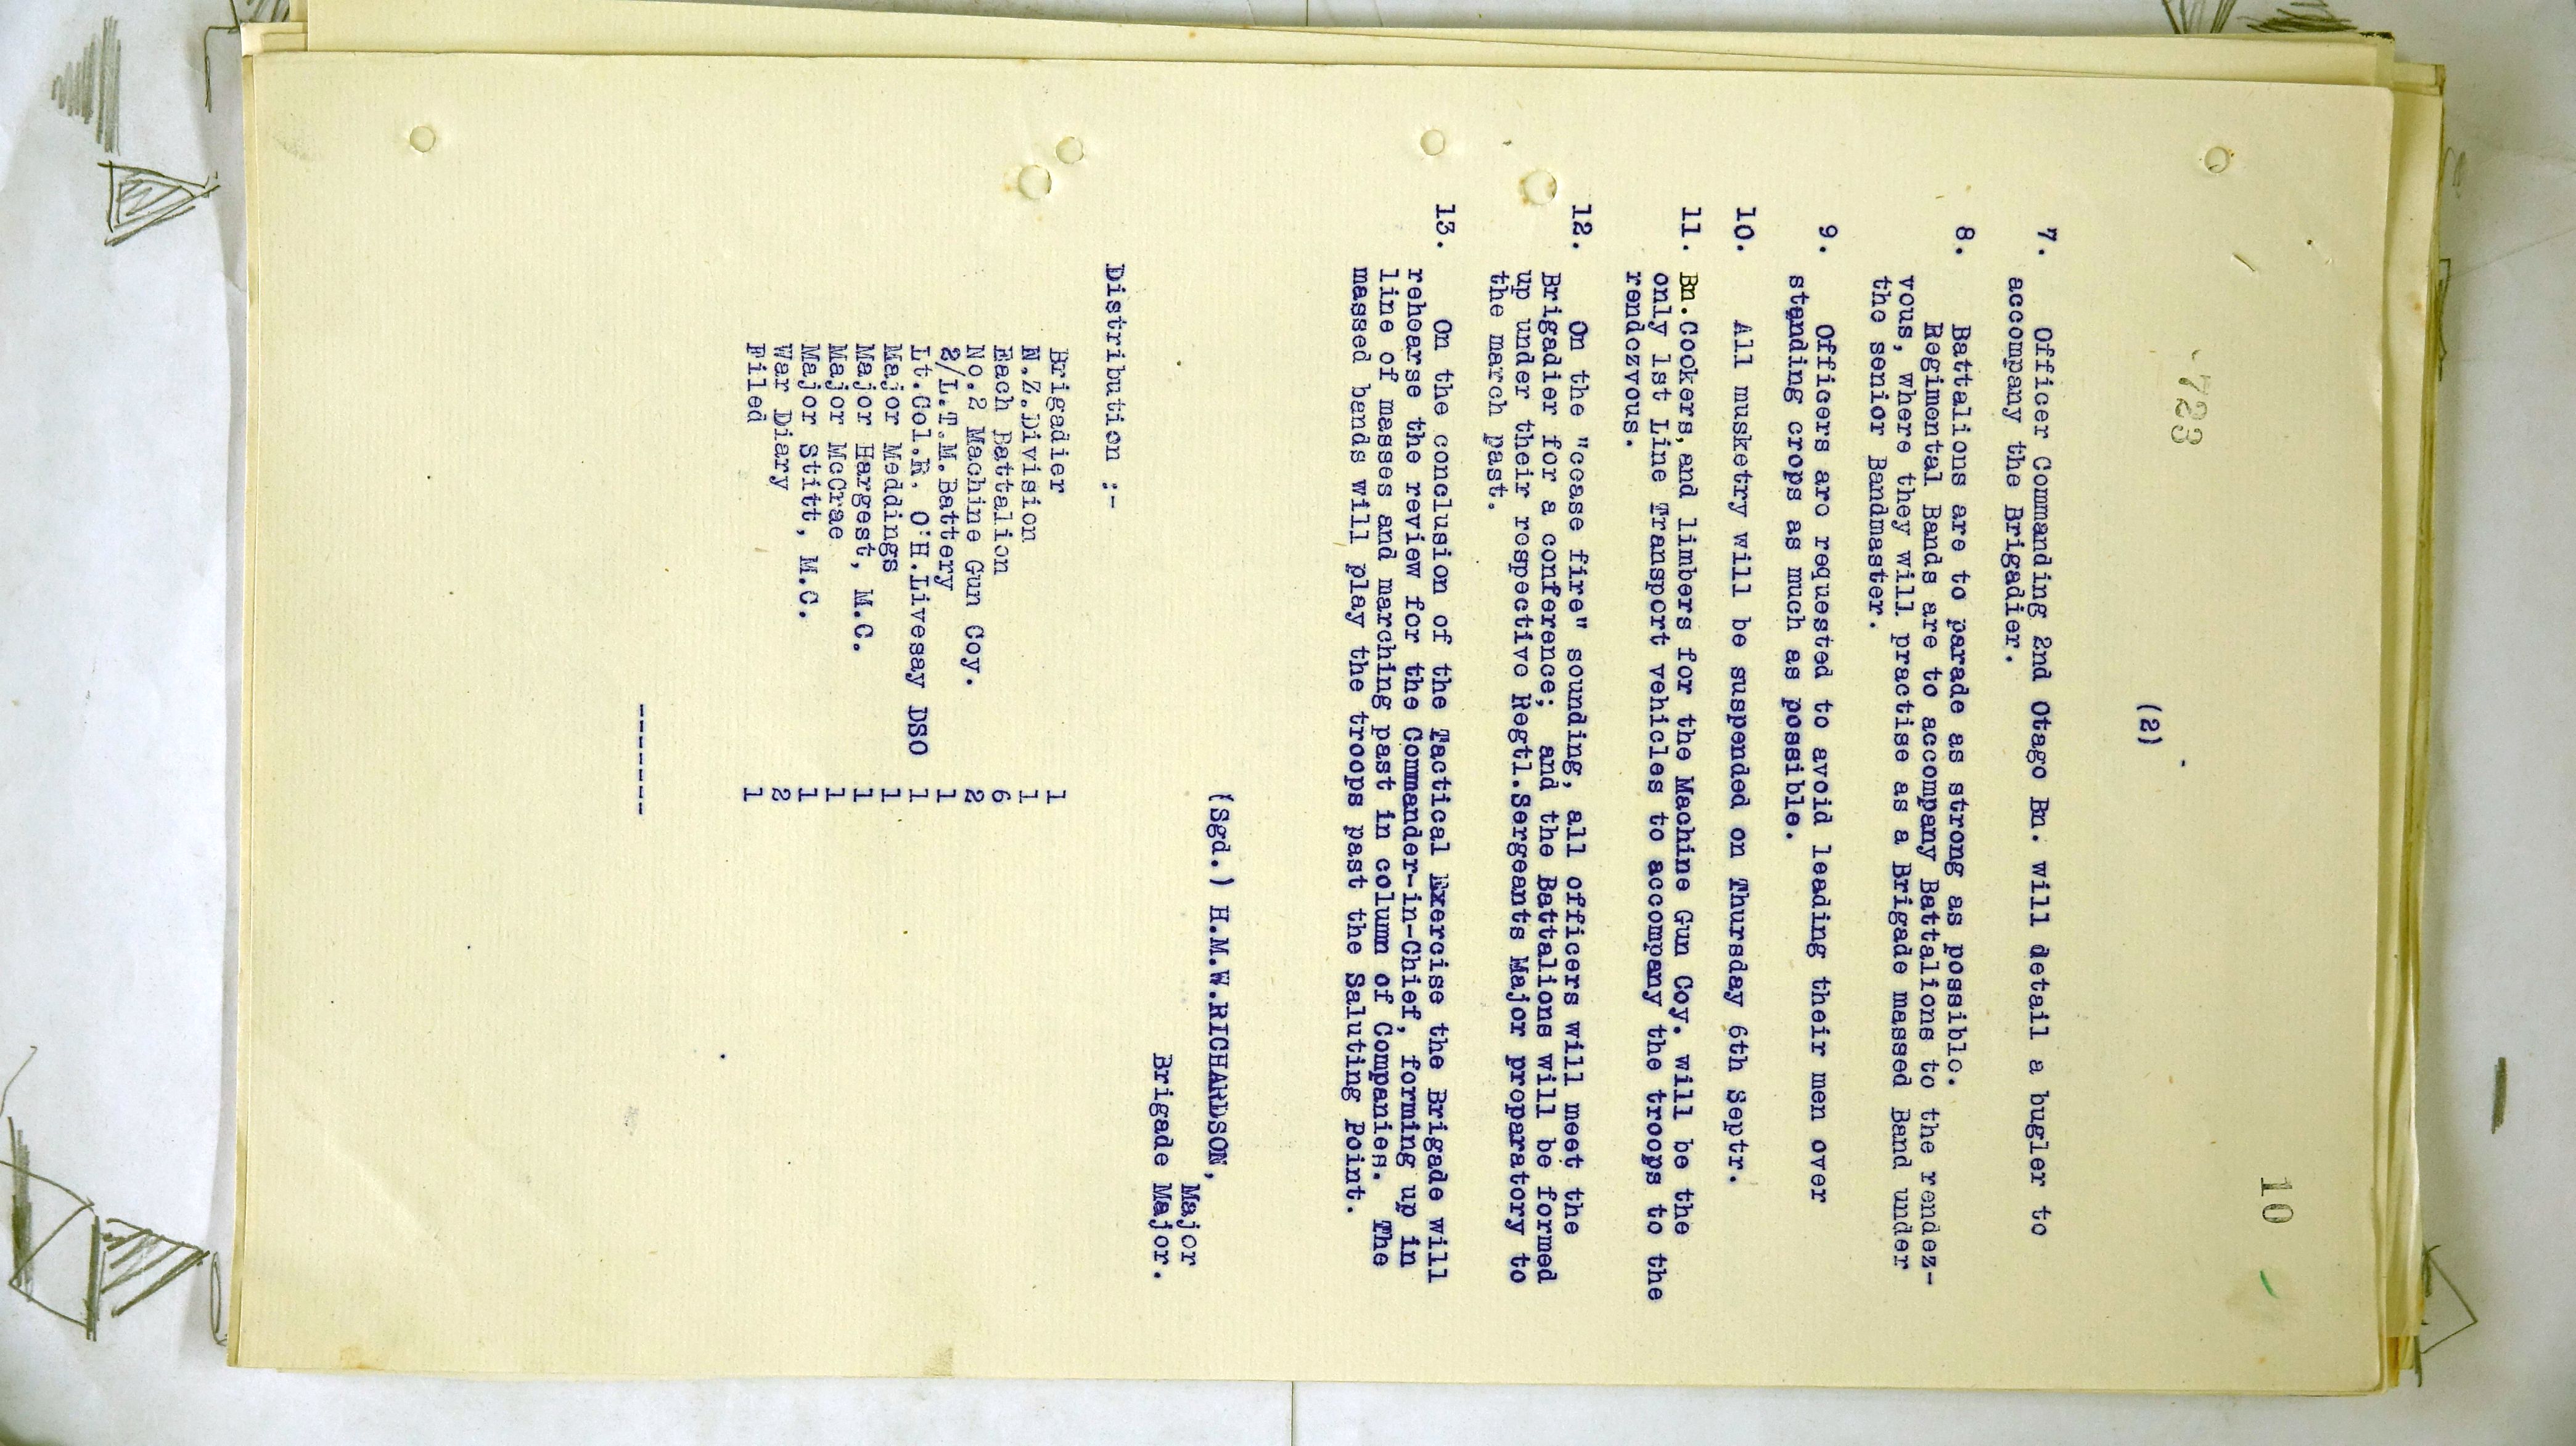 10
723
(2)
7. Officer Commanding 2nd Otago Bn. will detail a bugler to
accompany the Brigadier.
8. Battalions are to parade as strong as possible.
Regimental Bands are to accompany Battalions to the rendez-
vous, where they will practise as a Brigade massed Band under
the senior Bandmaster.
9. Officers are requested to avoid leading their men over
standing crops as much as possible.
10. All musketry will be suspended on Thursday 6th Septr.
11. Bn.Cookers,and limbers for the Machine Gun Coy. will be the
only 1st Line Transport vehicles to accompany the troops to the
rendezvous.
12. On the "cease fire" sounding, all officers will meet the
Brigadier for a conference; and the Battalions will be formed
up under their respective Regtl.Sergeants Major preparatory to
the march past.
13. On the conclusion of the Tactical Exercise the Brigade will
rehearse the review for the Commander-in-Chief, forming up in
line of masses and marching past in column of Companies. The
massed bands will play the troops past the Saluting Point.
(Sgd.) H.M.W.RICHARDSON,
Major
Brigade Major.
Distribution :-
Brigadier 1
N.Z.Division 1
Each Battalion 6
No.2 Machine Gun Coy. 2
2/L.T.M.Battery 1
Lt.Col.R. O'H.Livesay DSO 1
Major Meddings 1
Major Hargest, M.C. 1
Major McCrae 1
Major Stitt, M.C. 1
War Diary 2
Filed 1
-------